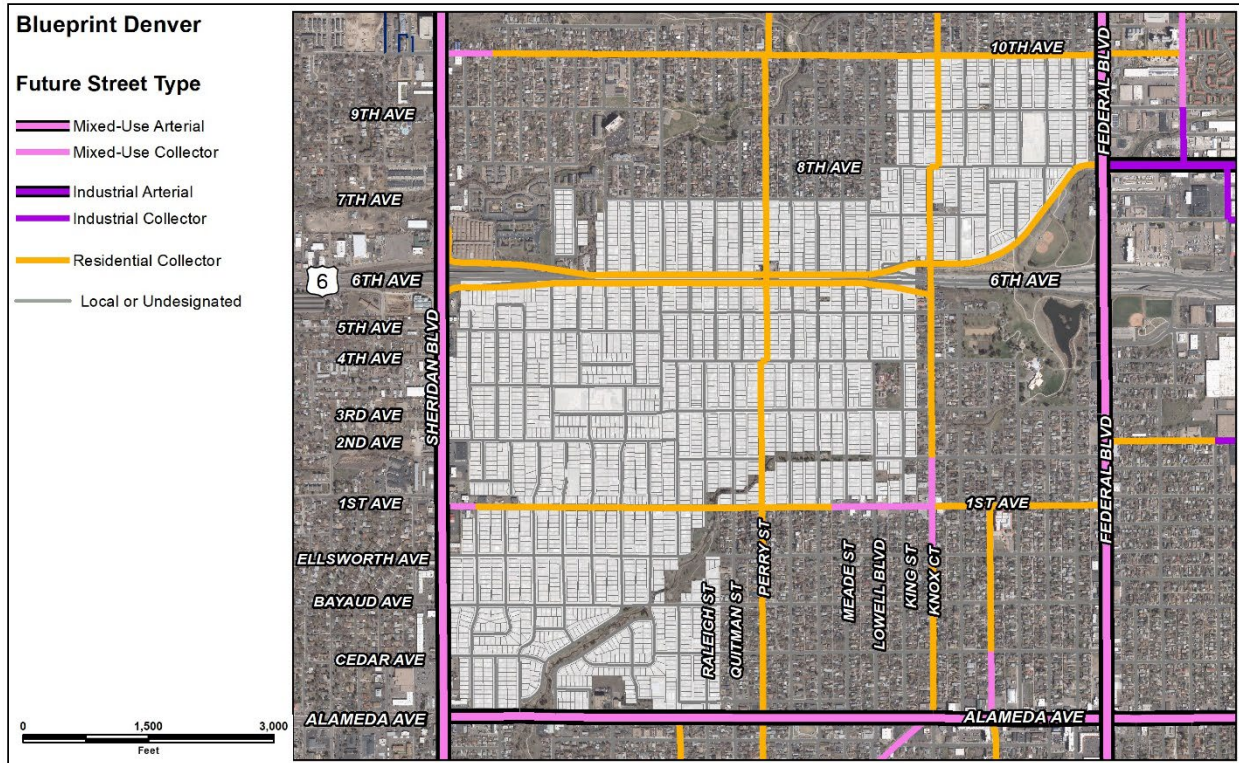 Blueprint Denver
Future Street Type
Mixed-Use Arterial
Mixed-Use Collector
Industrial Arterial
Industrial Collector
Residential Collector
Local or Undesignated
0 1,500 3,000
Feet
10TH AVE
FEDERAL BLVD
9TH AVE
8TH AVE
7TH AVE
6
6TH AVE
6TH AVE
5TH AVE
4TH AVE
SHERIDAN BLVD
3RD AVE
2ND AVE
FEDERAL BLVD
1ST AVE
1ST AVE
ELLSWORTH AVE
BAYAUD AVE
CEDAR AVE
RALEIGH ST
QUITMAN ST
PERRY ST
MEADE ST
LOWELL BLVD
KING ST
KNOX CT
ALAMEDA AVE
ALAMEDA AVE